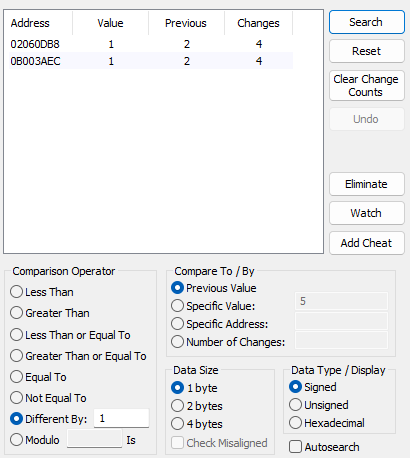 Address Value Previous Changes
02060DB8 1 2 4
0B003AEC 1 2 4
Search
Reset
Clear Change
Counts
Undo
Eliminate
Watch
Add Cheat
Comparison Operator
Less Than
Greater Than
Less Than or Equal To
Greater Than or Equal To
Equal To
Not Equal To
Different By: 1
Modulo Is
Compare To / By
Previous Value
Specific Value: 5
Specific Address:
Number of Changes:
Data Size
1 byte
2 bytes
4 bytes
Check Misaligned
Data Type / Display
Signed
Unsigned
Hexadecimal
Autosearch